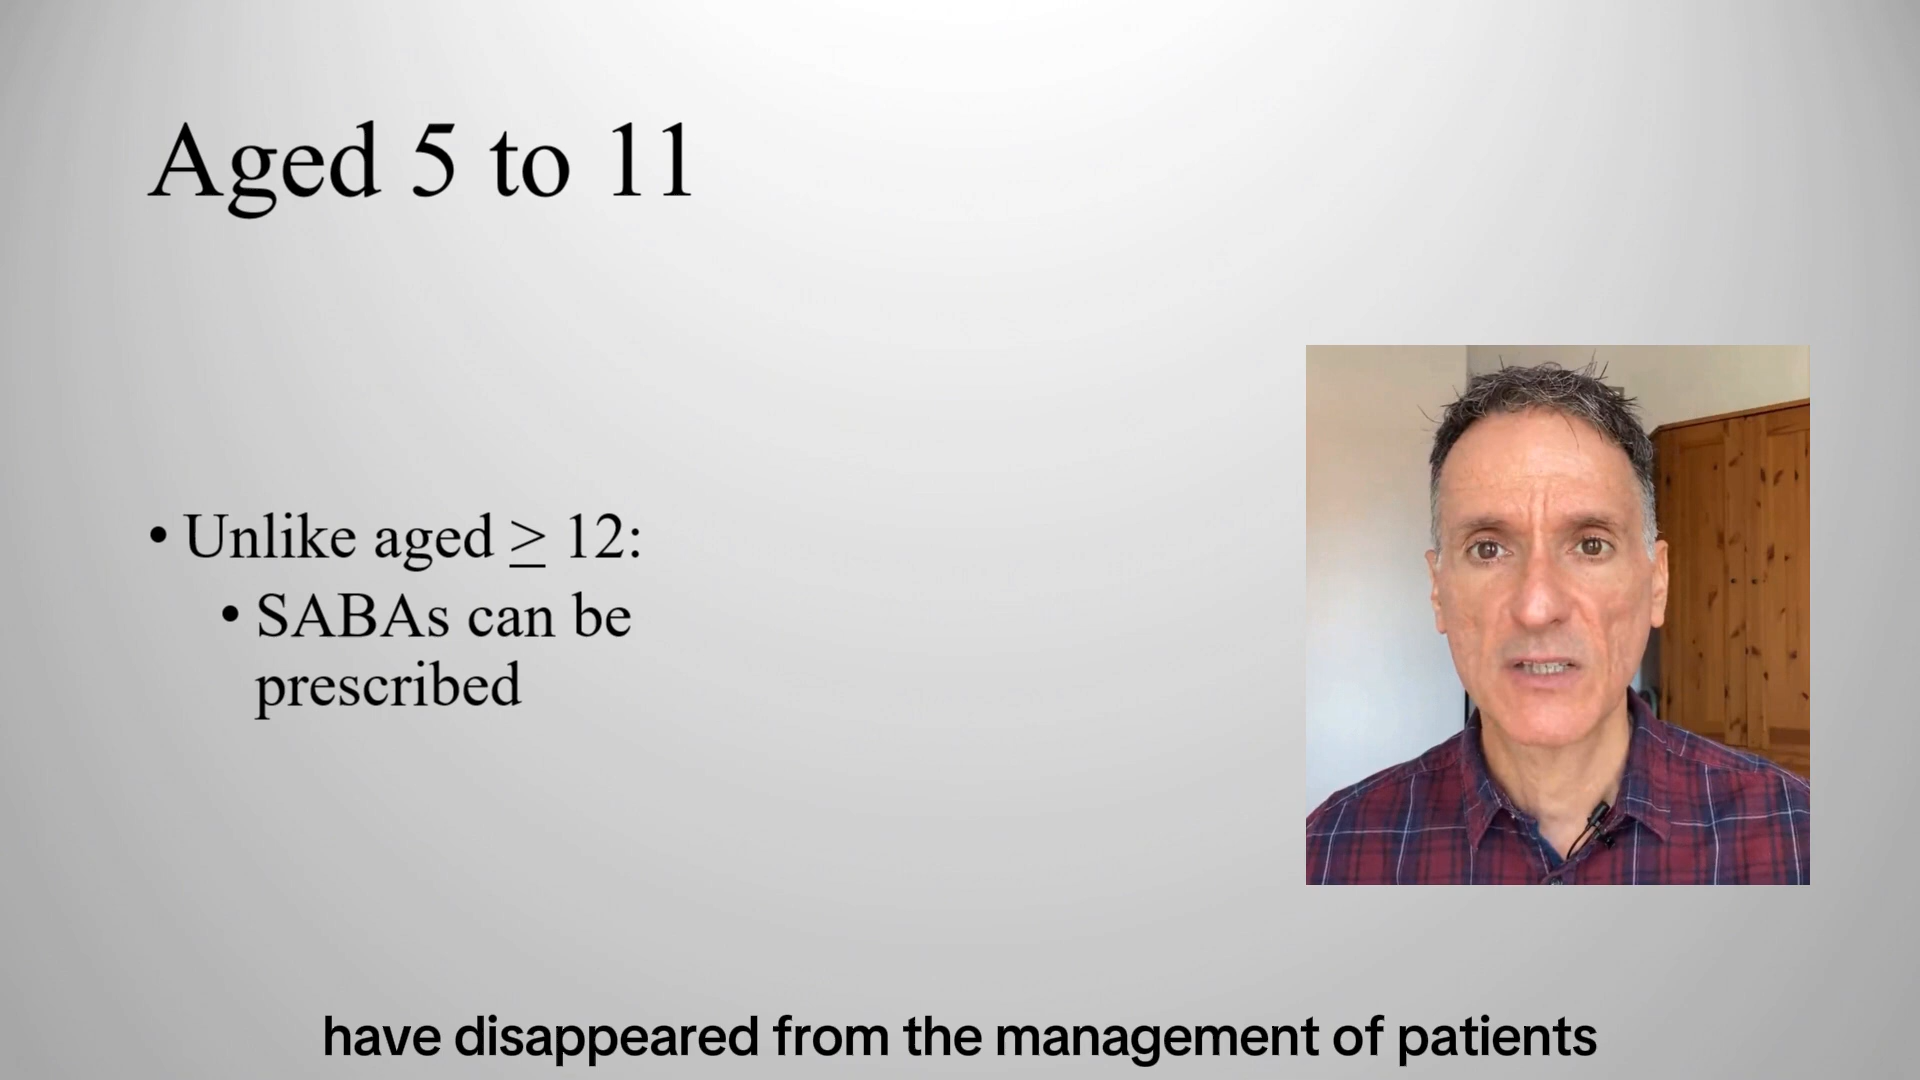 Aged 5 to 11
• Unlike aged ≥ 12:
• SABAs can be
prescribed
have disappeared from the management of patients